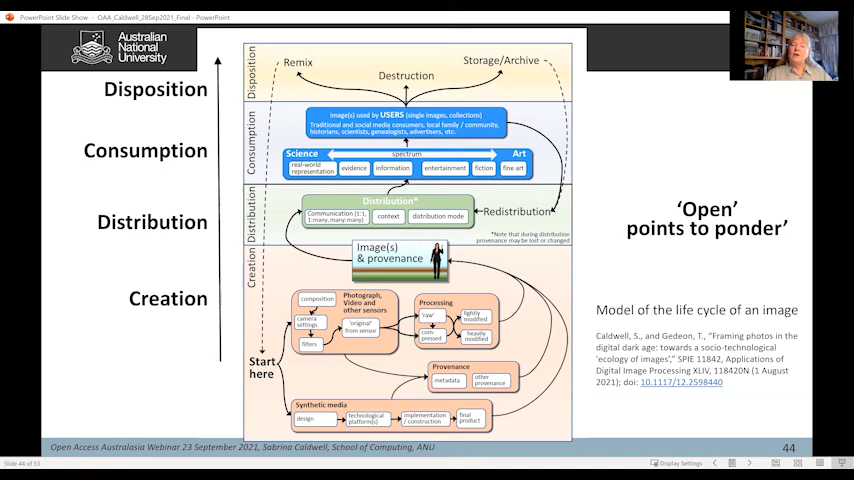 PowerPoint Slide Show - OAA_Caldwell_28Sep2021_Final - PowerPoint
Australian
National
University
Disposition
Consumption
Distribution
Creation
Disposition
Remix
Destruction
Storage/Archive
Consumption
Image(s) used by USERS (single images, collections)
Traditional and social media consumers, local family / community,
historians, scientists, genealogists, advertisers, etc.
Science
spectrum
Art
real-world
representation
evidence
information
entertainment
fiction
fine art
Distribution
Distribution*
Communication (1:1,
1:many, many:many)
context
distribution mode
Redistribution
*Note that during distribution
provenance may be lost or changed
Creation
Image(s)
& provenance
Start
here
composition
camera
settings
filters
Photograph,
Video and
other sensors
'original'
from sensor
Processing
'raw'
com-
pressed
lightly
modified
heavily
modified
Provenance
metadata
other
provenance
Synthetic media
design
technological
platform(s)
implementation
/ construction
final
product
'Open'
points to ponder'
Model of the life cycle of an image
Caldwell, S., and Gedeon, T., "Framing photos in the
digital dark age: towards a socio-technological
'ecology of images'," SPIE 11842, Applications of
Digital Image Processing XLIV, 118420N (1 August
2021); doi: 10.1117/12.2598440
Open Access Australasia Webinar 23 September 2021, Sabrina Caldwell, School of Computing, ANU
44
Slide 44 of 53
Display Settings